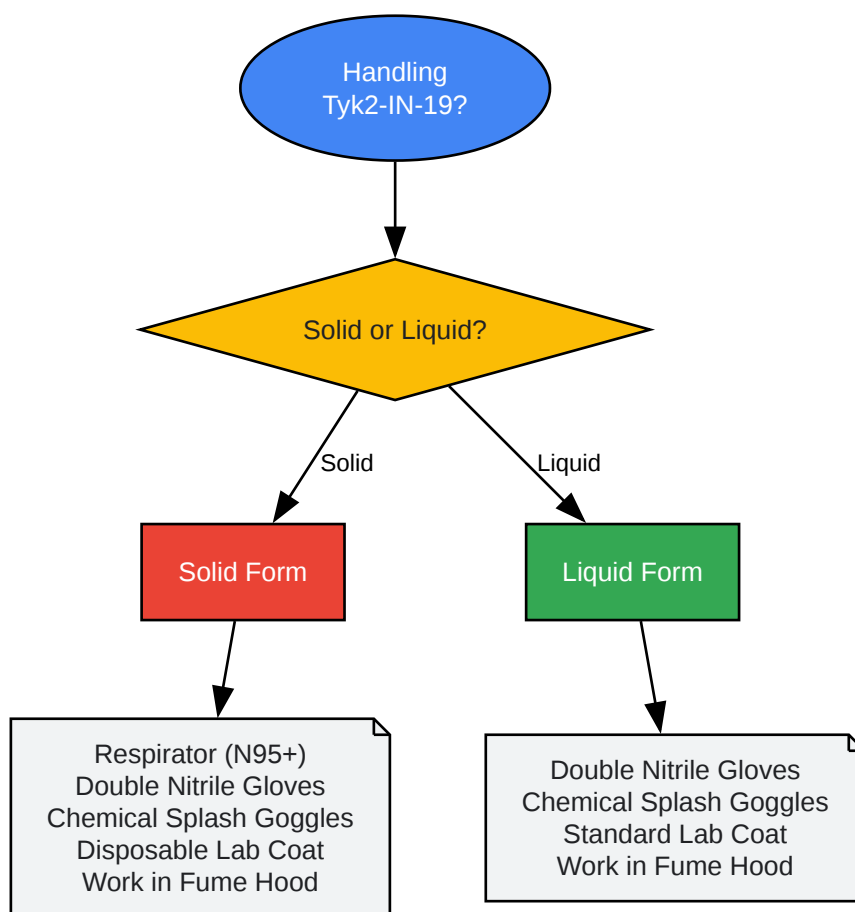 Handling
Tyk2-IN-19?
Solid or Liquid?
Solid
Liquid
Solid Form
Liquid Form
Respirator (N95+)
Double Nitrile Gloves
Chemical Splash Goggles
Disposable Lab Coat
Work in Fume Hood
Double Nitrile Gloves
Chemical Splash Goggles
Standard Lab Coat
Work in Fume Hood